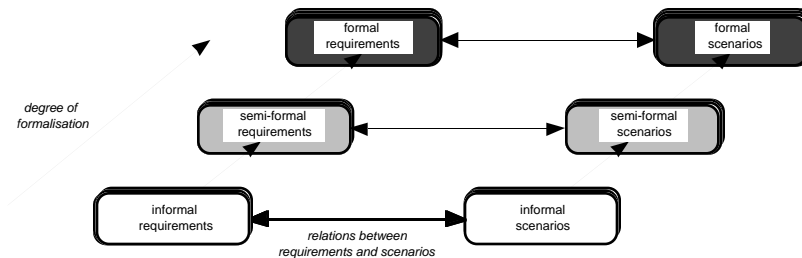 formal
requirements
formal
scenarios
degree of
formalisation
semi-formal
requirements
semi-formal
scenarios
informal
requirements
informal
scenarios
relations between
requirements and scenarios